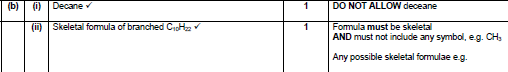 (b) (i) Decane ✓ 1 DO NOT ALLOW deceane
(ii) Skeletal formula of branched C₁₀H₂₂ ✓ 1 Formula must be skeletal
AND must not include any symbol, e.g. CH₃
Any possible skeletal formulae e.g.